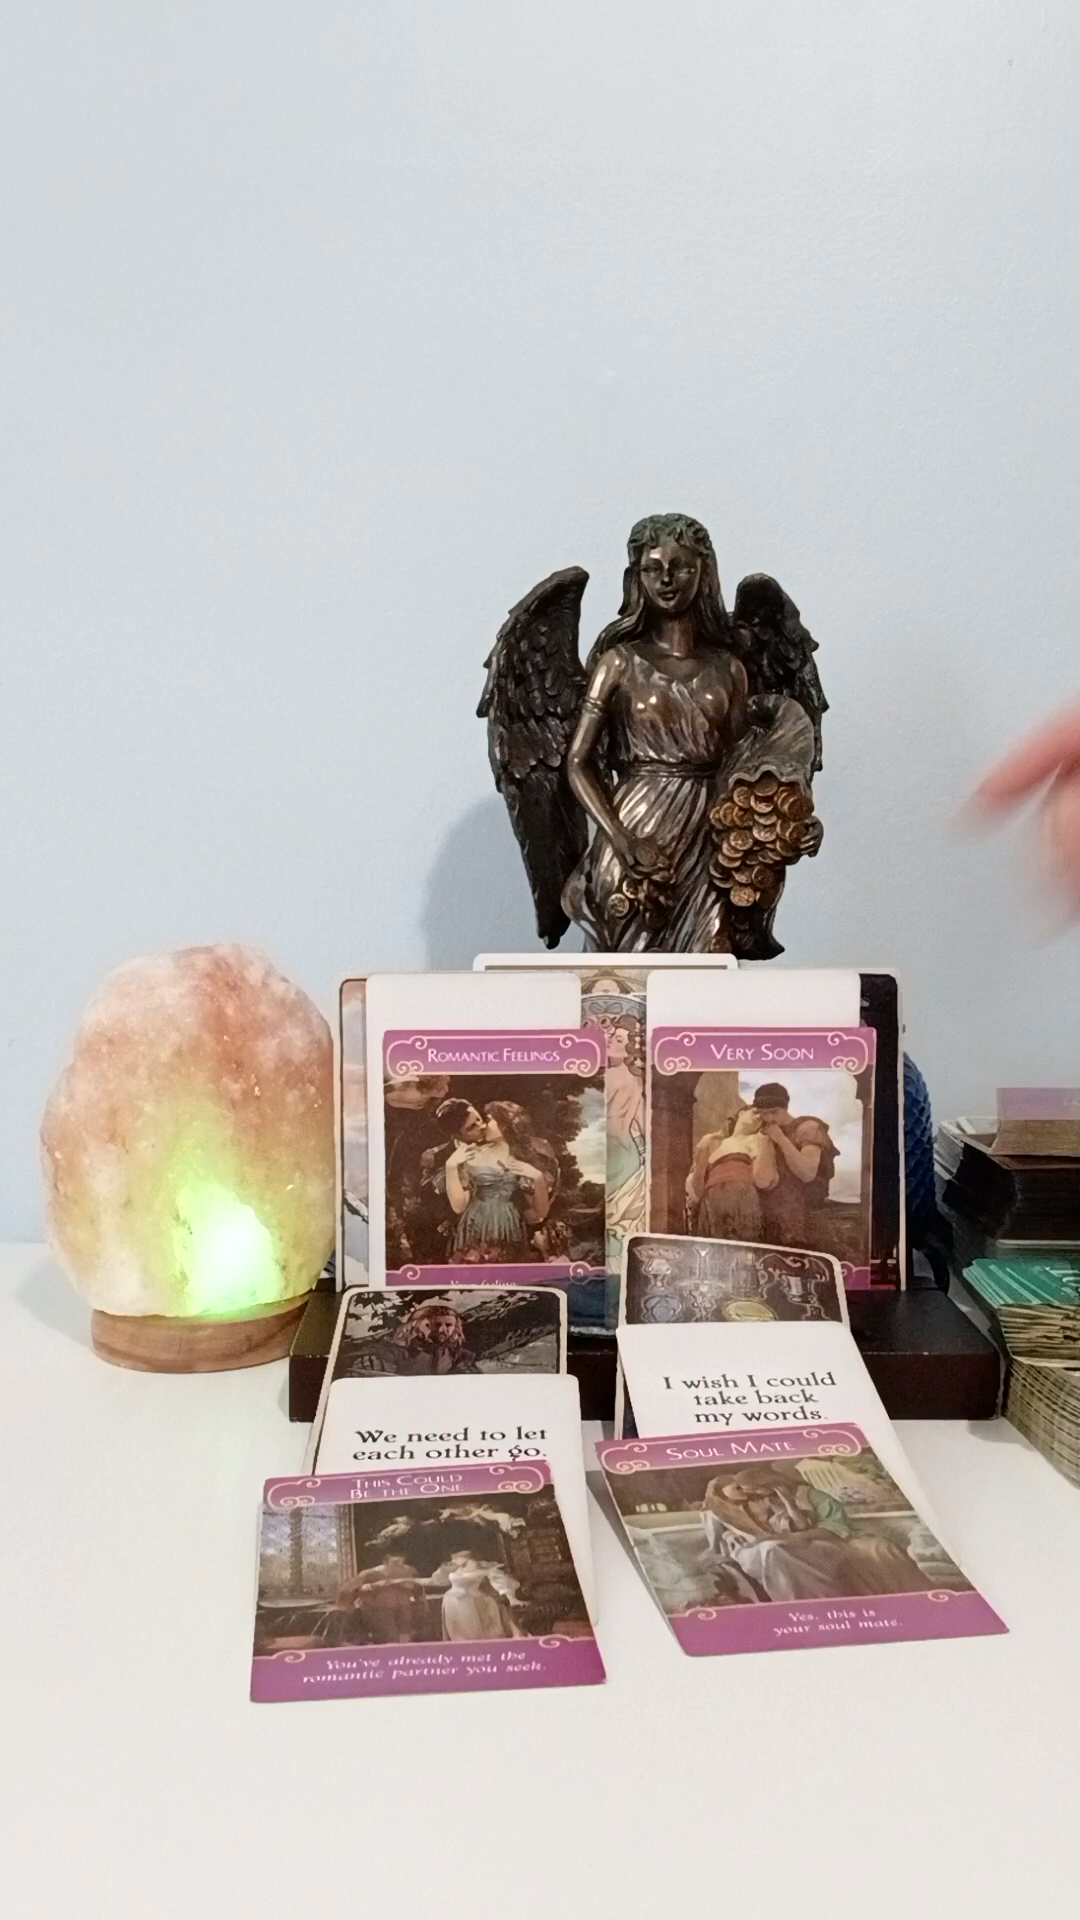 ROMANTIC FEELINGS
VERY SOON
We need to let
each other go.
I wish I could
take back
my words.
THIS COULD
BE THE ONE
You've already met the
romantic partner you seek.
SOUL MATE
Yes, this is
your soul mate.